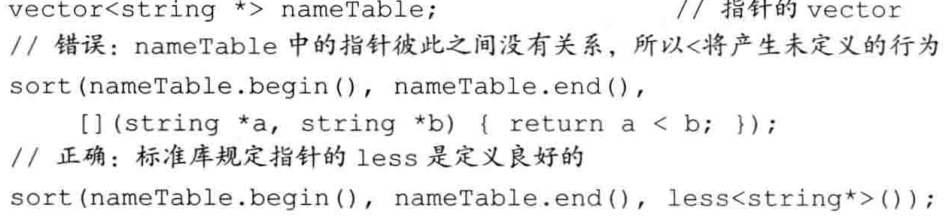 vector<string *> nameTable; // 指针的 vector
// 错误：nameTable 中的指针彼此之间没有关系，所以<将产生未定义的行为
sort(nameTable.begin(), nameTable.end(),
[](string *a, string *b) { return a < b; });
// 正确：标准库规定指针的 less 是定义良好的
sort(nameTable.begin(), nameTable.end(), less<string*>());